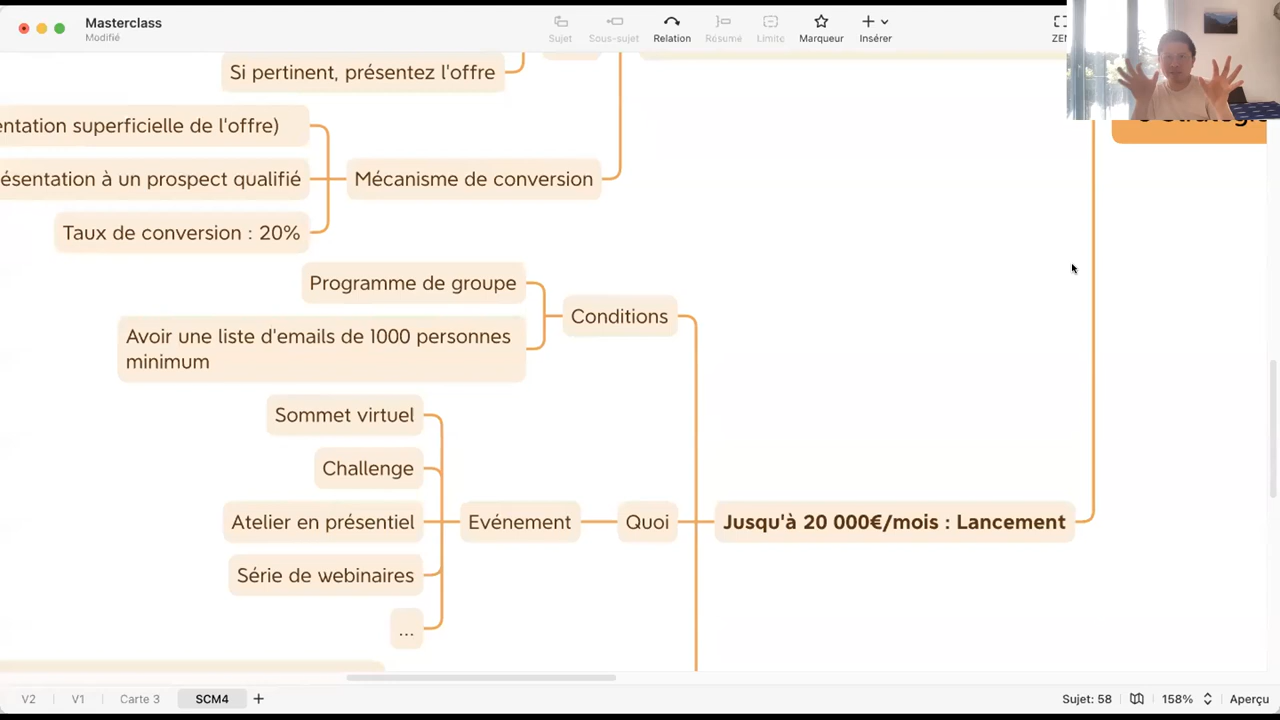 Masterclass
Modifié
Sujet
Sous-sujet
Relation
Résumé
Limite
Marqueur
Insérer
ZEN
Si pertinent, présentez l'offre
entation superficielle de l'offre)
ésentation à un prospect qualifié
Mécanisme de conversion
Taux de conversion : 20%
Programme de groupe
Conditions
Avoir une liste d'emails de 1000 personnes
minimum
Sommet virtuel
Challenge
Atelier en présentiel
Evénement
Quoi
Jusqu'à 20 000€/mois : Lancement
Série de webinaires
...
V2
V1
Carte 3
SCM4
Sujet: 58
158%
Aperçu